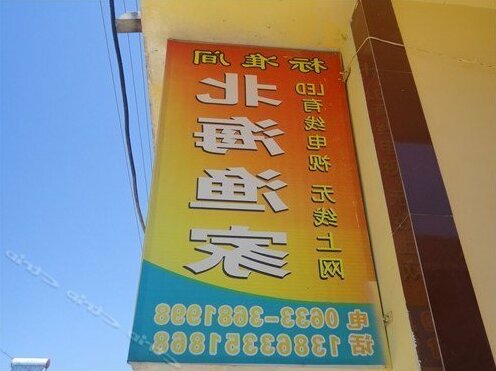 标准间
LED有线电视 无线上网
北海渔家
电话 0633-3681998
13863351868